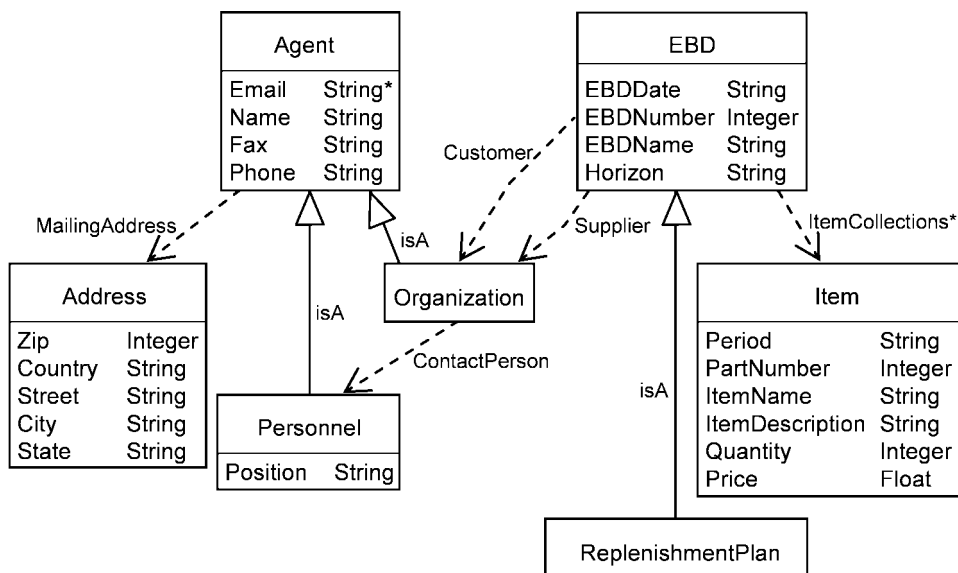 Agent
Email String*
Name String
Fax String
Phone String
EBD
EBDDate String
EBDNumber Integer
EBDName String
Horizon String
Customer
MailingAddress
isA
Supplier
ItemCollections*
Address
Zip Integer
Country String
Street String
City String
State String
isA
Organization
ContactPerson
Item
Period String
PartNumber Integer
ItemName String
ItemDescription String
Quantity Integer
Price Float
Personnel
Position String
isA
ReplenishmentPlan